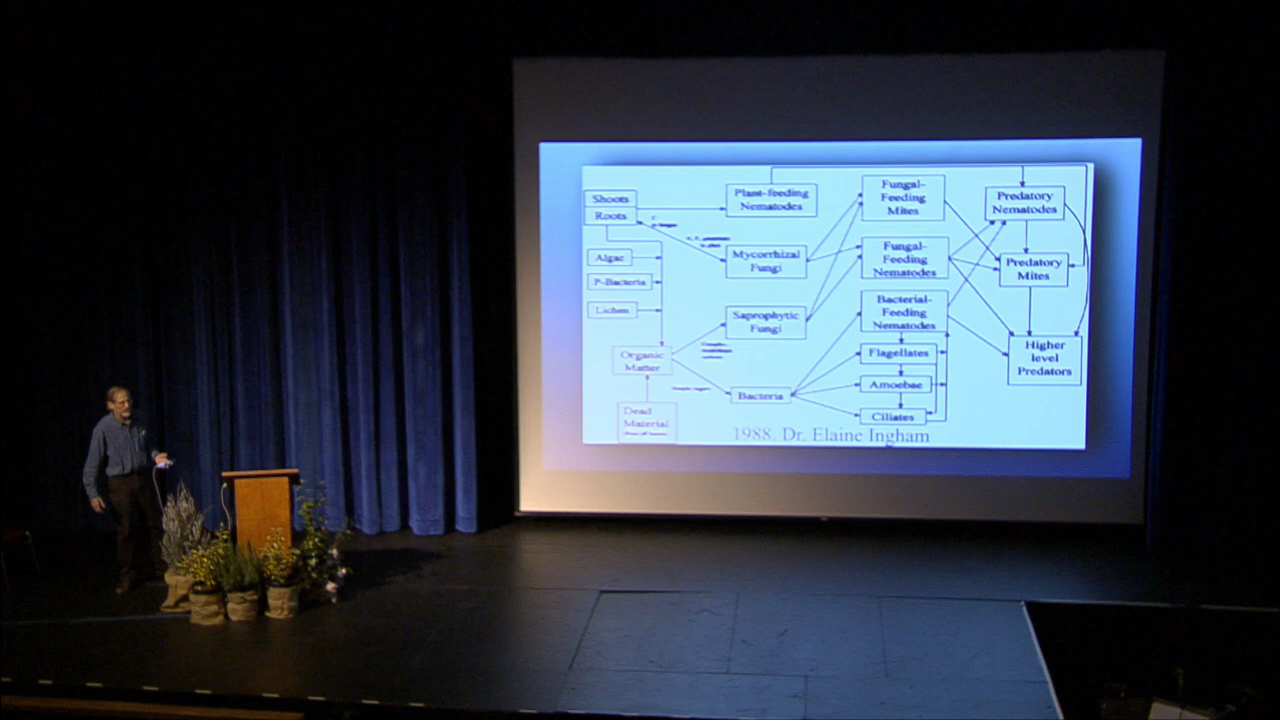 Shoots
Roots
Algae
P-Bacteria
Lichen
Organic
Matter
Dead
Material
Plant-feeding
Nematodes
Mycorrhizal
Fungi
Saprophytic
Fungi
Bacteria
Fungal-
Feeding
Mites
Fungal-
Feeding
Nematodes
Bacterial-
Feeding
Nematodes
Flagellates
Amoebae
Ciliates
Predatory
Nematodes
Predatory
Mites
Higher
level
Predators
1988. Dr. Elaine Ingham